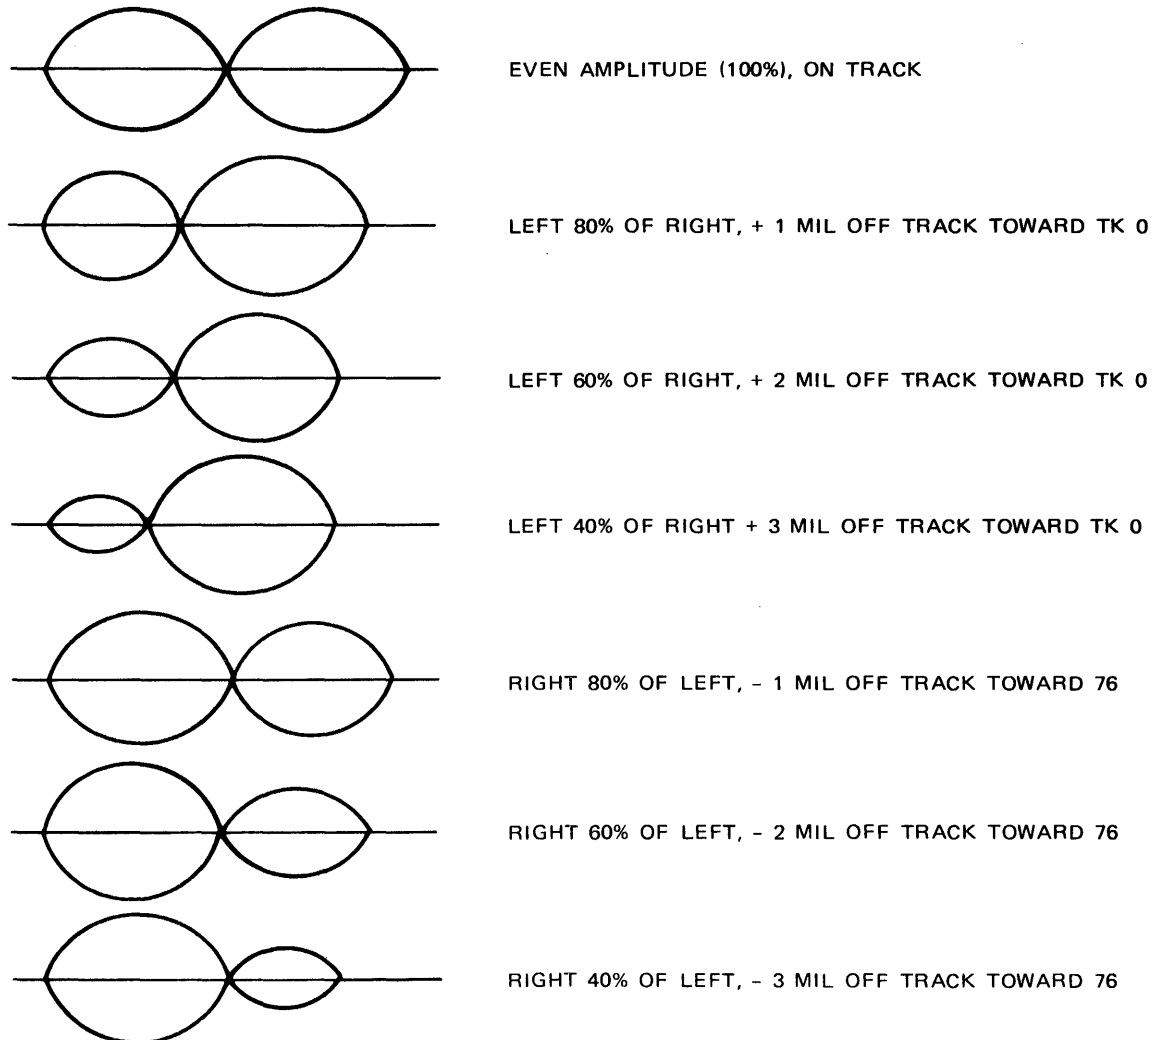 EVEN AMPLITUDE (100%), ON TRACK
LEFT 80% OF RIGHT, + 1 MIL OFF TRACK TOWARD TK 0
LEFT 60% OF RIGHT, + 2 MIL OFF TRACK TOWARD TK 0
LEFT 40% OF RIGHT + 3 MIL OFF TRACK TOWARD TK 0
RIGHT 80% OF LEFT, – 1 MIL OFF TRACK TOWARD 76
RIGHT 60% OF LEFT, – 2 MIL OFF TRACK TOWARD 76
RIGHT 40% OF LEFT, – 3 MIL OFF TRACK TOWARD 76